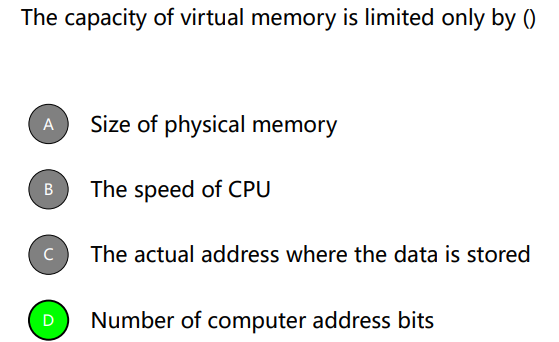 The capacity of virtual memory is limited only by ()
A Size of physical memory
B The speed of CPU
C The actual address where the data is stored
D Number of computer address bits